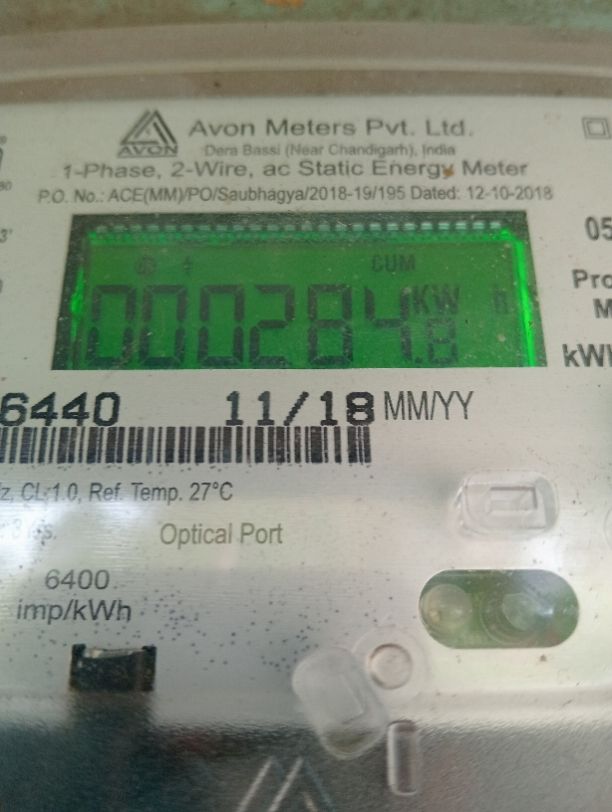 Avon Meters Pvt. Ltd.
AVON
Dera Bassi (Near Chandigarh), India
1-Phase, 2-Wire, ac Static Energy Meter
P.O. No.: ACE(MM)/PO/Saubhagya/2018-19/195 Dated: 12-10-2018
CUM
000284.8 KW h
05
Pro
M
kWh
6440 11/18 MM/YY
z, CL:1.0, Ref. Temp. 27°C
Optical Port
6400
imp/kWh